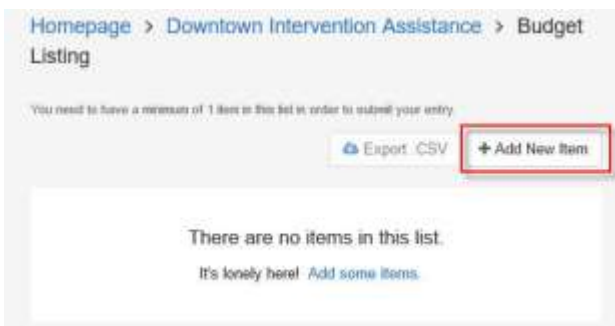 Homepage > Downtown Intervention Assistance > Budget
Listing
You need to have a minimum of 1 item in this list in order to submit your entry.
Export .CSV
+ Add New Item
There are no items in this list.
It's lonely here! Add some items.